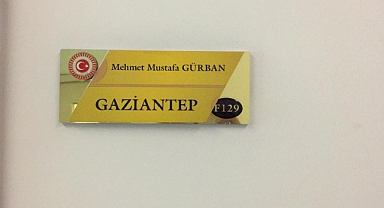 Mehmet Mustafa GÜRBAN
GAZİANTEP
F129